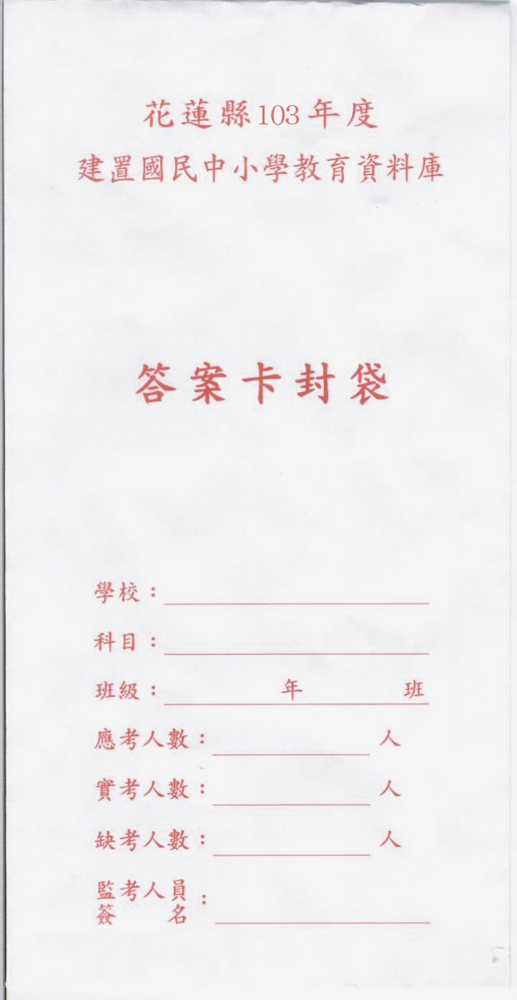 花蓮縣103年度
建置國民中小學教育資料庫
答案卡封袋
學校：
科目：
班級： 年 班
應考人數： 人
實考人數： 人
缺考人數： 人
監考人員
簽名：